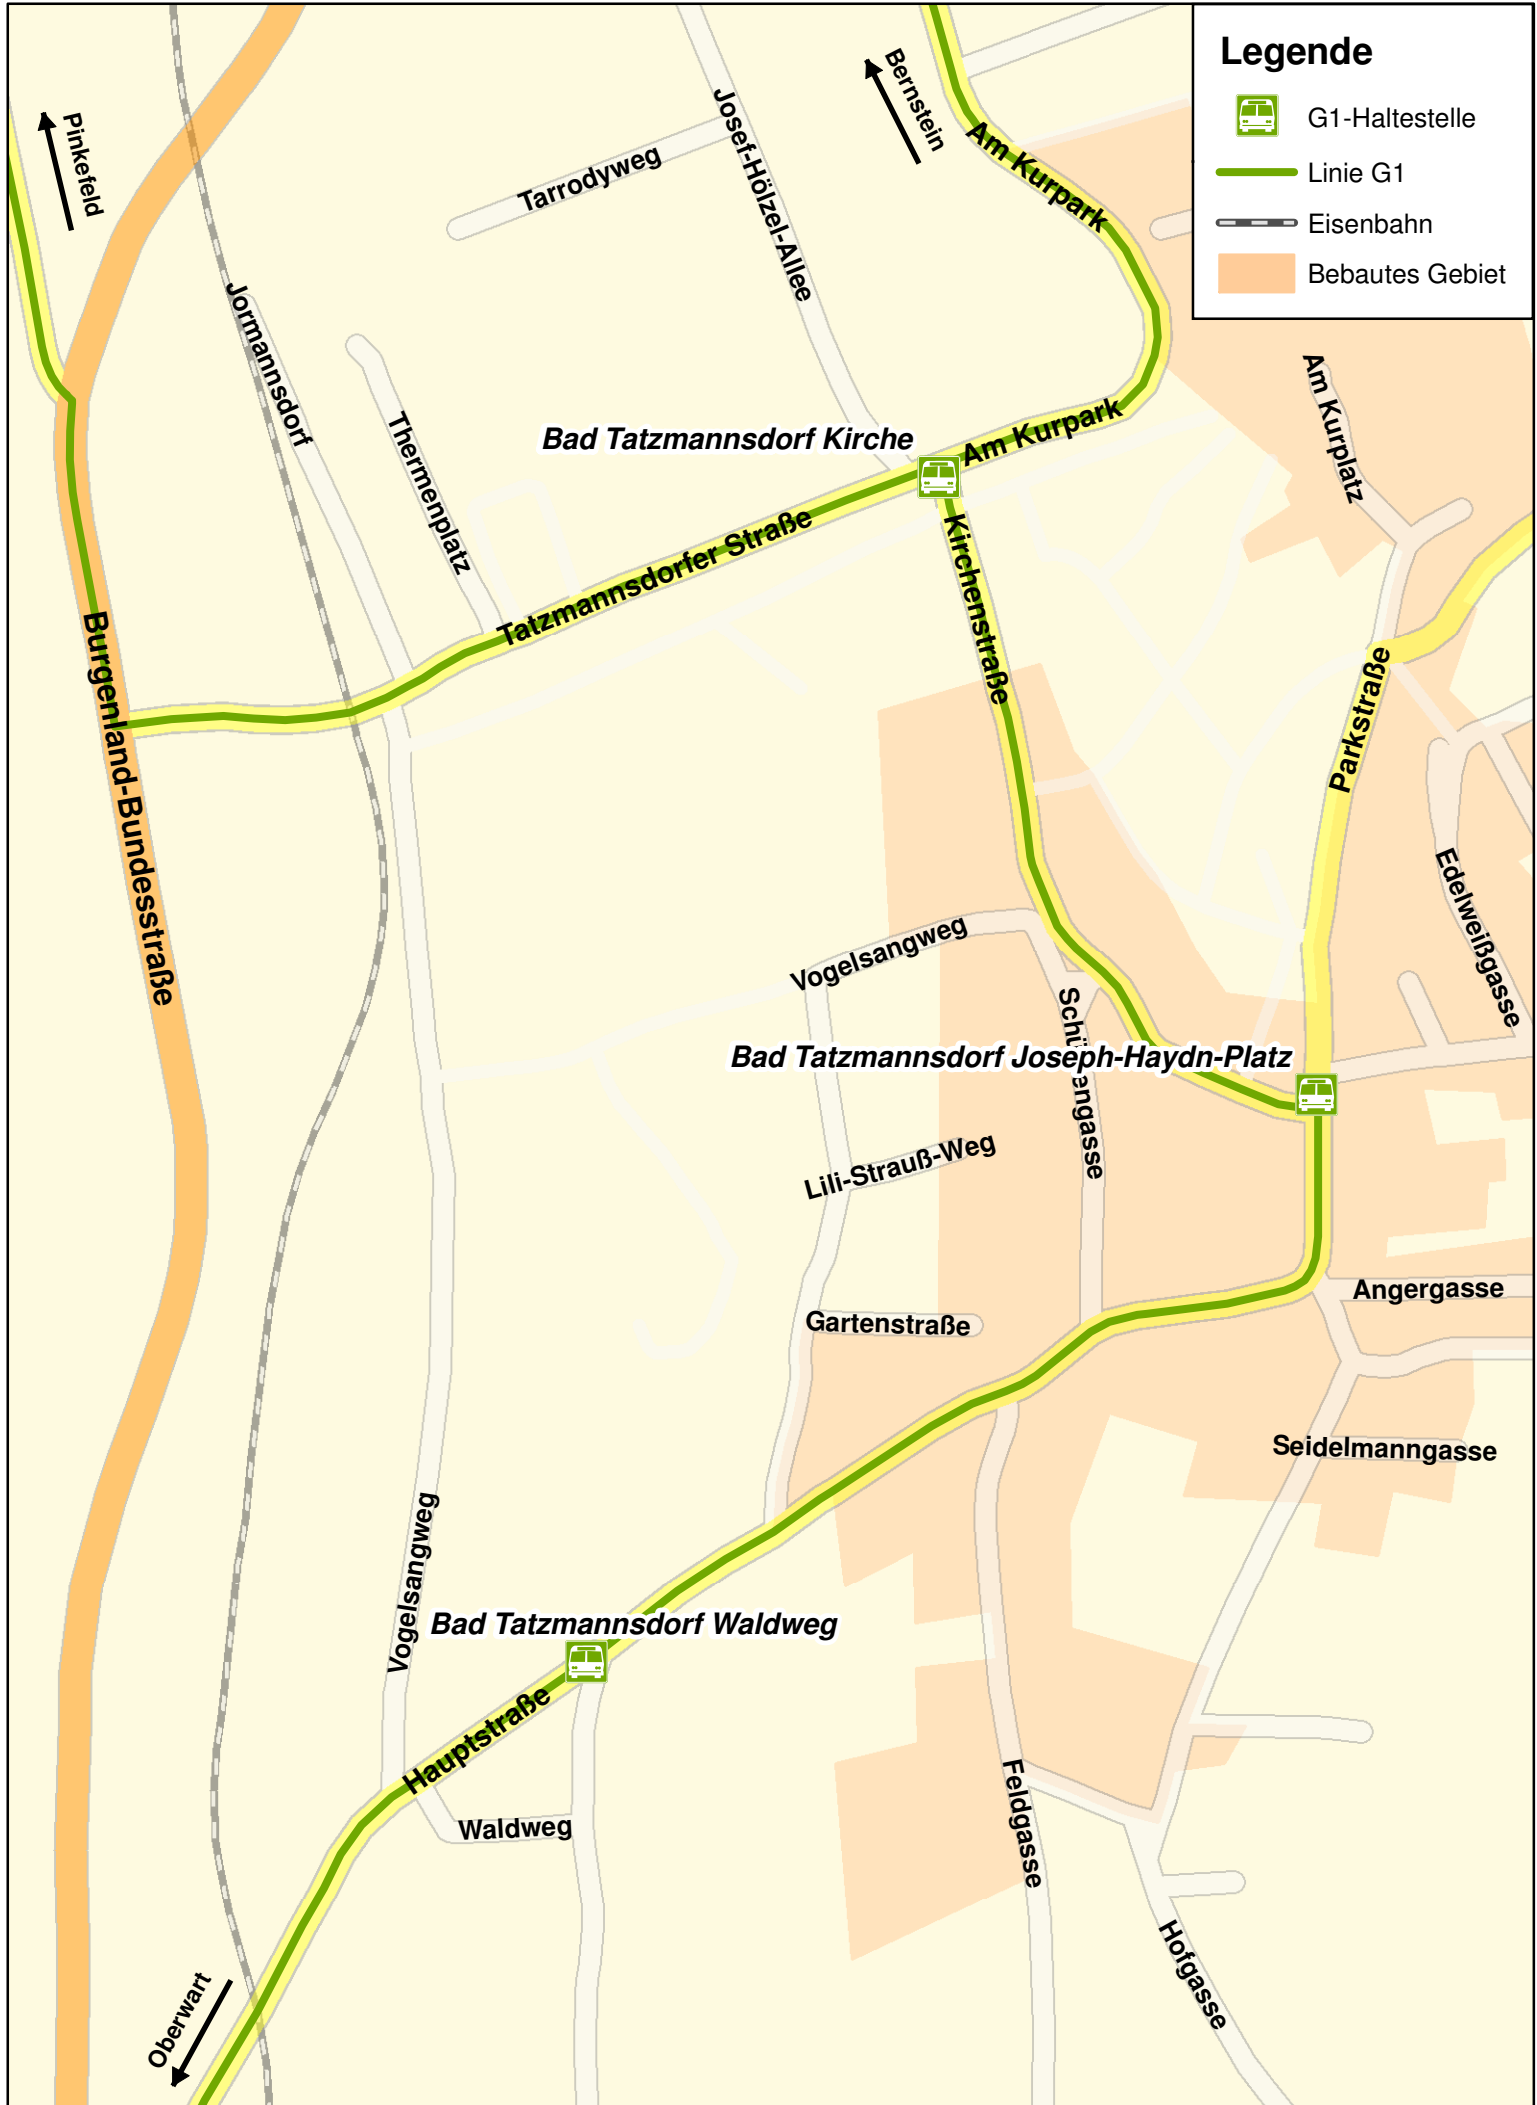 Legende
G1-Haltestelle
Linie G1
Eisenbahn
Bebautes Gebiet
Pinkefeld
Bernstein
Josef-Hölzel-Allee
Am Kurpark
Tarrodyweg
Jormannsdorf
Thermenplatz
Am Kurplatz
Bad Tatzmannsdorf Kirche
Am Kurpark
Tatzmannsdorfer Straße
Kirchenstraße
Burgenland-Bundesstraße
Parkstraße
Edelweißgasse
Vogelsangweg
Bad Tatzmannsdorf Joseph-Haydn-Platz
Lili-Strauß-Weg
Gartenstraße
Angergasse
Seidelmanngasse
Vogelsangweg
Bad Tatzmannsdorf Waldweg
Hauptstraße
Waldweg
Feldgasse
Hofgasse
Oberwart